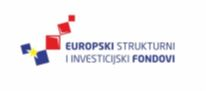 EUROPSKI STRUKTURNI
I INVESTICIJSKI FONDOVI